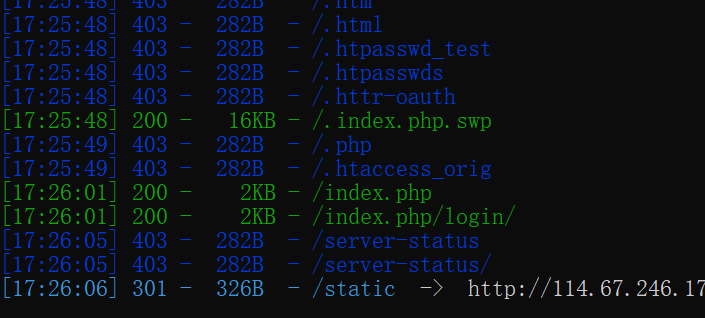 [17:25:48] 403 - 282B - /.htm
[17:25:48] 403 - 282B - /.html
[17:25:48] 403 - 282B - /.htpasswd_test
[17:25:48] 403 - 282B - /.htpasswds
[17:25:48] 403 - 282B - /.httr-oauth
[17:25:48] 200 - 16KB - /.index.php.swp
[17:25:49] 403 - 282B - /.php
[17:25:49] 403 - 282B - /.htaccess_orig
[17:26:01] 200 - 2KB - /index.php
[17:26:01] 200 - 2KB - /index.php/login/
[17:26:05] 403 - 282B - /server-status
[17:26:05] 403 - 282B - /server-status/
[17:26:06] 301 - 326B - /static -> http://114.67.246.17